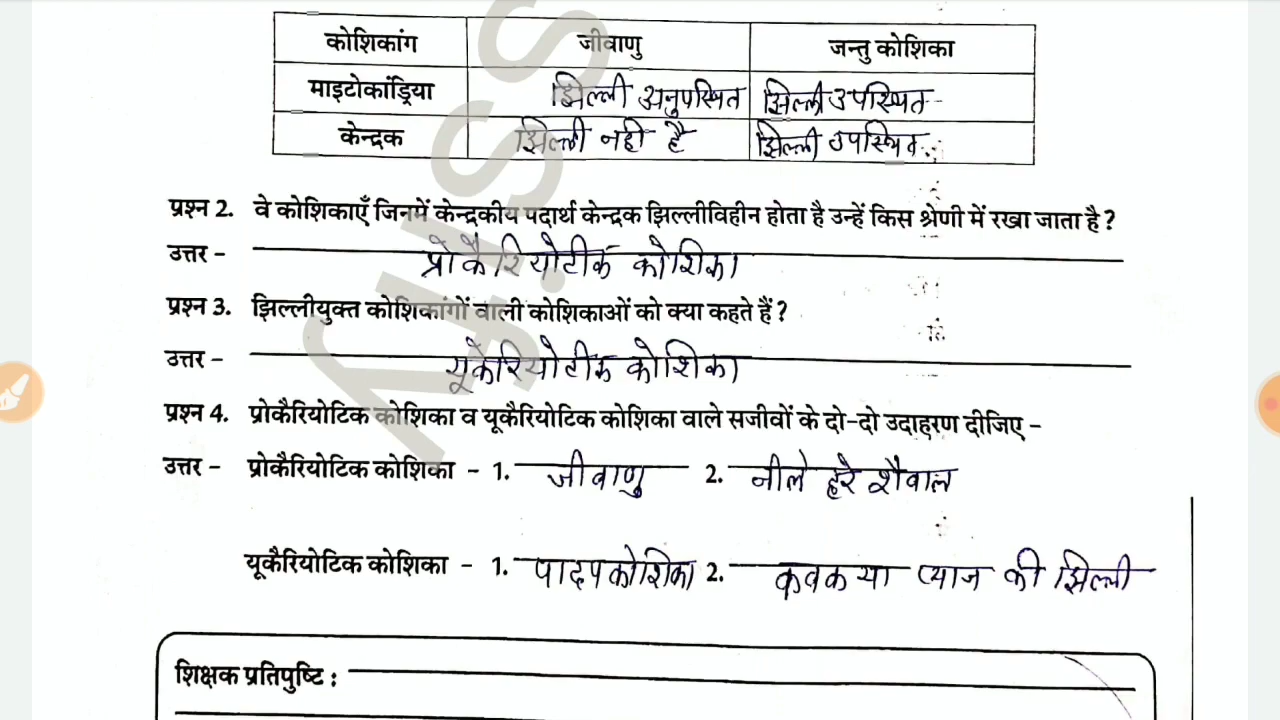 कोशिकांग जीवाणु जन्तु कोशिका
माइटोकांड्रिया झिल्ली अनुपस्थित झिल्ली उपस्थित
केन्द्रक झिल्ली नही है झिल्ली उपस्थित
प्रश्न 2. वे कोशिकाएँ जिनमें केन्द्रकीय पदार्थ केन्द्रक झिल्लीविहीन होता है उन्हें किस श्रेणी में रखा जाता है?
उत्तर - प्रोकैरियोटीक कोशिका
प्रश्न 3. झिल्लीयुक्त कोशिकांगों वाली कोशिकाओं को क्या कहते हैं?
उत्तर - यूकेरियोटीक कोशिका
प्रश्न 4. प्रोकैरियोटिक कोशिका व यूकैरियोटिक कोशिका वाले सजीवों के दो-दो उदाहरण दीजिए -
उत्तर - प्रोकैरियोटिक कोशिका - 1. जीवाणु 2. नीले हरे शैवाल
यूकैरियोटिक कोशिका - 1. पादपकोशिका 2. कवक या प्याज की झिल्ली
शिक्षक प्रतिपुष्टि :